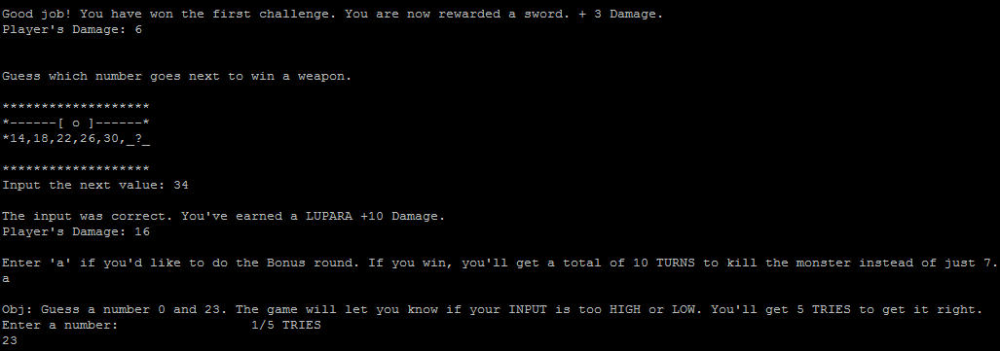 Good job! You have won the first challenge. You are now rewarded a sword. + 3 Damage.
Player's Damage: 6
Guess which number goes next to win a weapon.
*******************
*------[ o ]------*
*14,18,22,26,30,_?_
*******************
Input the next value: 34
The input was correct. You've earned a LUPARA +10 Damage.
Player's Damage: 16
Enter 'a' if you'd like to do the Bonus round. If you win, you'll get a total of 10 TURNS to kill the monster instead of just 7.
a
Obj: Guess a number 0 and 23. The game will let you know if your INPUT is too HIGH or LOW. You'll get 5 TRIES to get it right.
Enter a number:                 1/5 TRIES
23